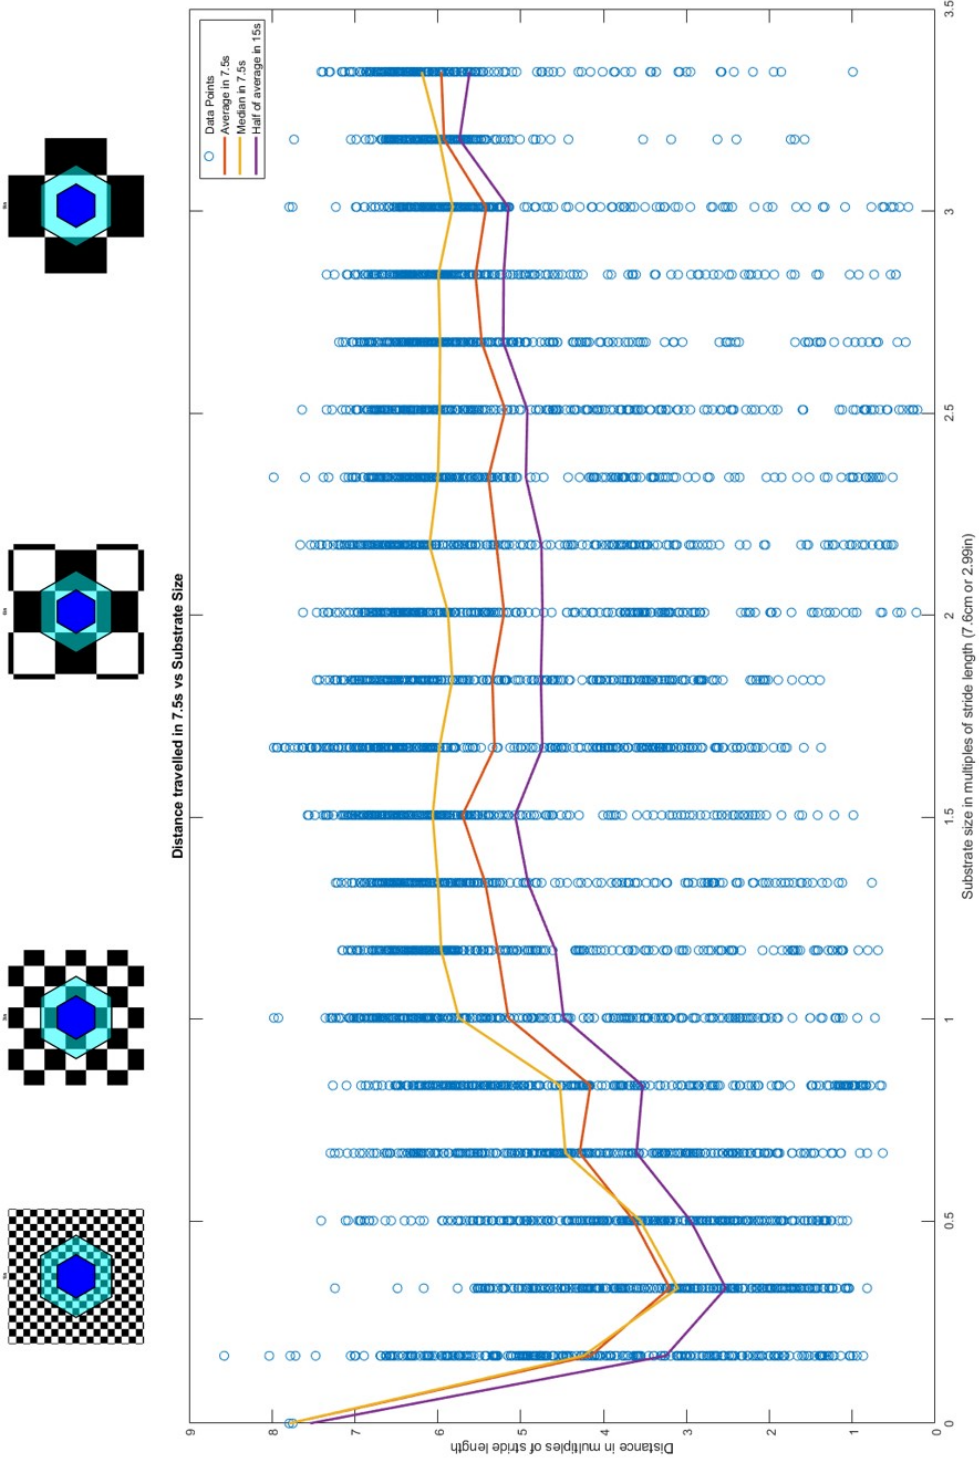 Distance travelled in 7.5s vs Substrate Size
Data Points
Average in 7.5s
Median in 7.5s
Half of average in 15s
Distance in multiples of stride length
9
8
7
6
5
4
3
2
1
0
0
0.5
1
1.5
2
2.5
3
3.5
Substrate size in multiples of stride length (7.6cm or 2.99in)